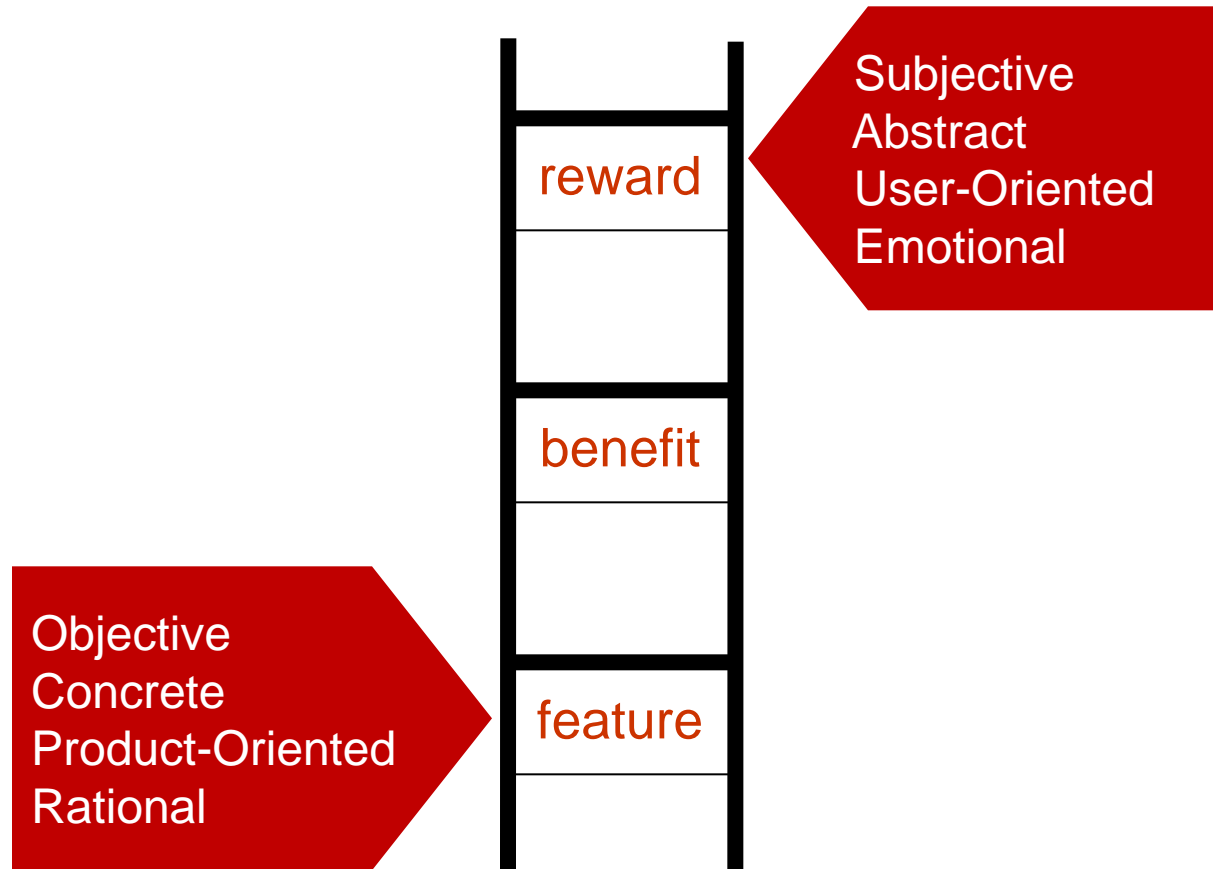 Subjective
Abstract
User-Oriented
Emotional
reward
benefit
Objective
Concrete
Product-Oriented
Rational
feature